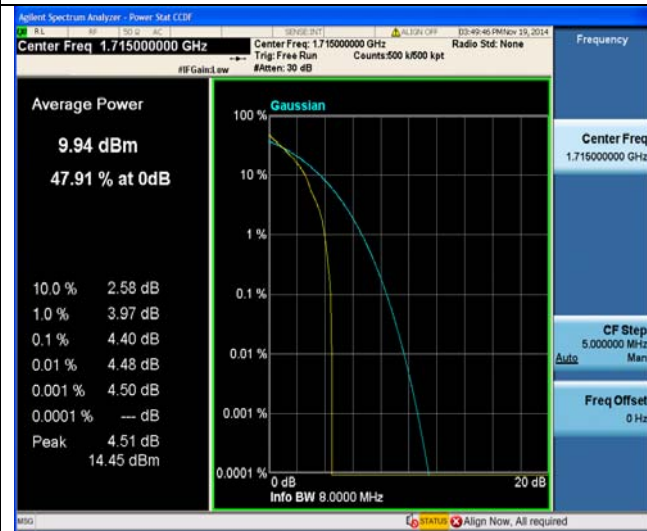 Agilent Spectrum Analyzer - Power Stat CCDF
RL RF 50 Ω AC SENSE:INT ALIGN OFF 03:49:46 PM Nov 19, 2014
Center Freq 1.715000000 GHz
Center Freq: 1.715000000 GHz Radio Std: None
Trig: Free Run Counts:500 k/500 kpt
#IFGain:Low #Atten: 30 dB
Frequency
Average Power
9.94 dBm
47.91 % at 0dB
10.0 % 2.58 dB
1.0 % 3.97 dB
0.1 % 4.40 dB
0.01 % 4.48 dB
0.001 % 4.50 dB
0.0001 % --- dB
Peak 4.51 dB
14.45 dBm
Gaussian
100 %
10 %
1 %
0.1 %
0.01 %
0.001 %
0.0001 %
0 dB 20 dB
Info BW 8.0000 MHz
Center Freq
1.715000000 GHz
CF Step
5.000000 MHz
Auto Man
Freq Offset
0 Hz
MSG STATUS Align Now, All required